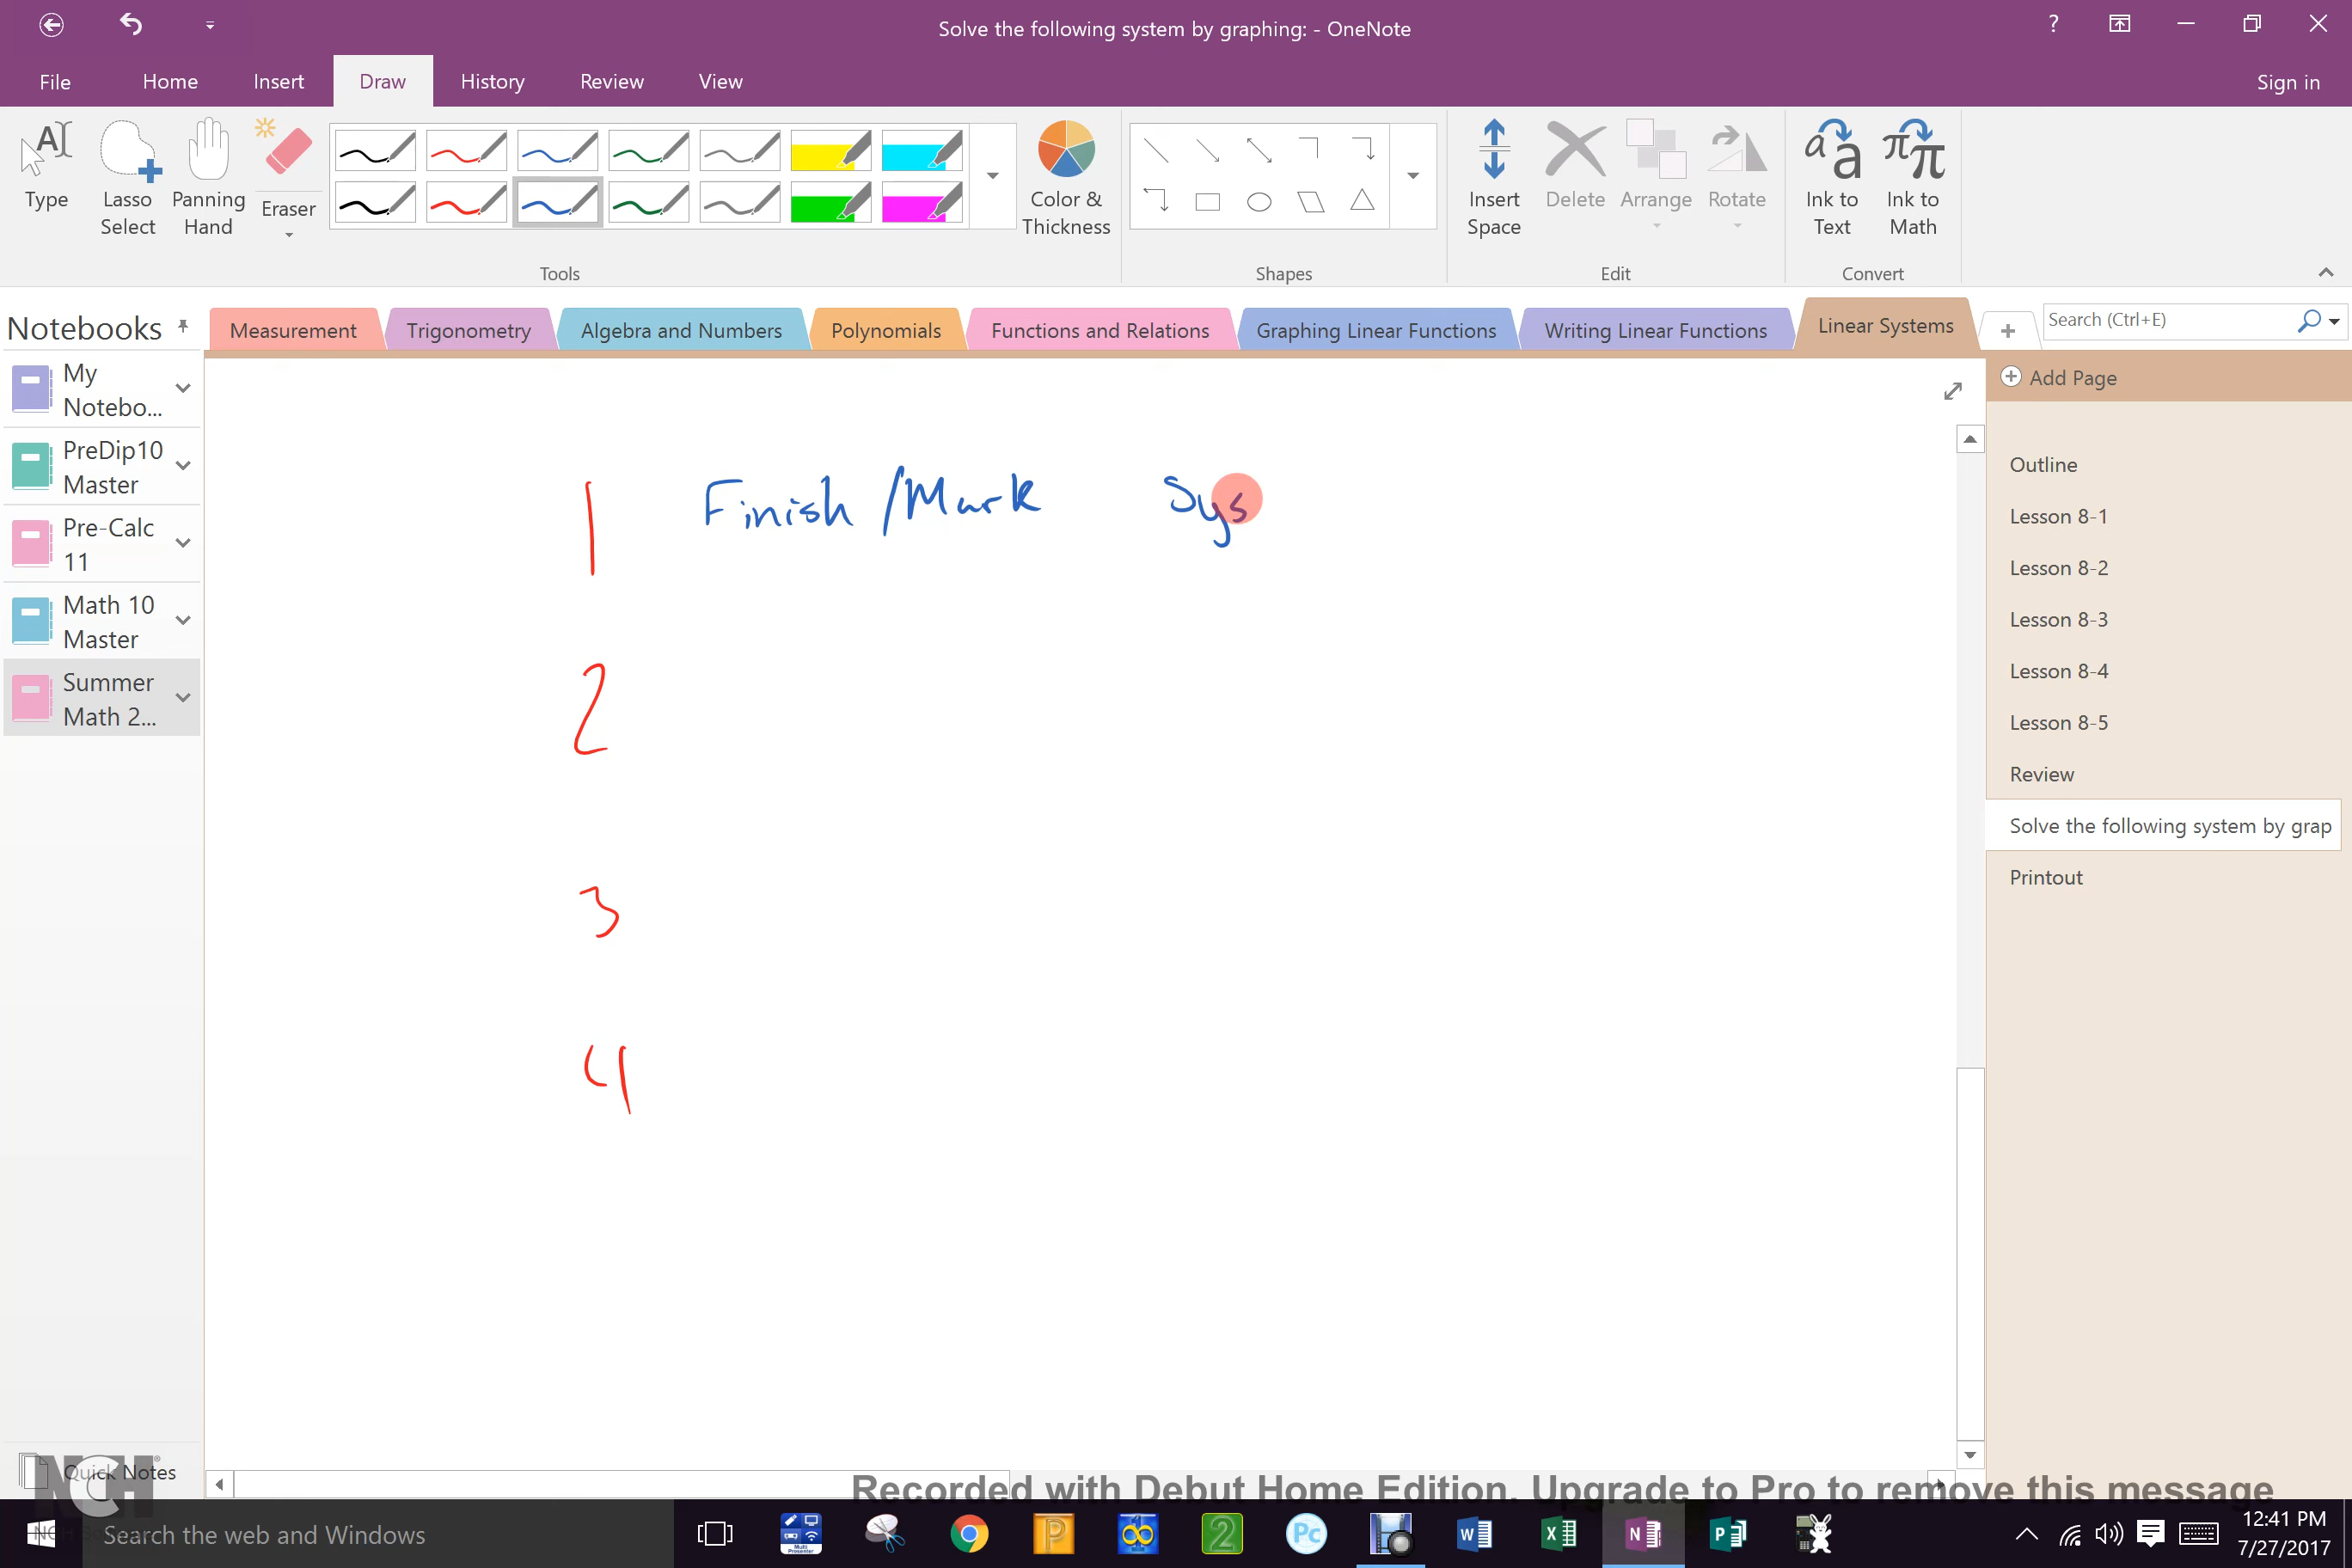 Solve the following system by graphing: - OneNote
?
File Home Insert Draw History Review View Sign in
Type Lasso Select Panning Hand Eraser Color & Thickness Insert Space Delete Arrange Rotate Ink to Text Ink to Math
Tools Shapes Edit Convert
Notebooks Measurement Trigonometry Algebra and Numbers Polynomials Functions and Relations Graphing Linear Functions Writing Linear Functions Linear Systems Search (Ctrl+E)
My Notebo...
PreDip10 Master
Pre-Calc 11
Math 10 Master
Summer Math 2...
Quick Notes
1 Finish/Mark Sys
2
3
4
Add Page
Outline
Lesson 8-1
Lesson 8-2
Lesson 8-3
Lesson 8-4
Lesson 8-5
Review
Solve the following system by grap
Printout
NCH
Recorded with Debut Home Edition. Upgrade to Pro to remove this message
Search the web and Windows
12:41 PM
7/27/2017